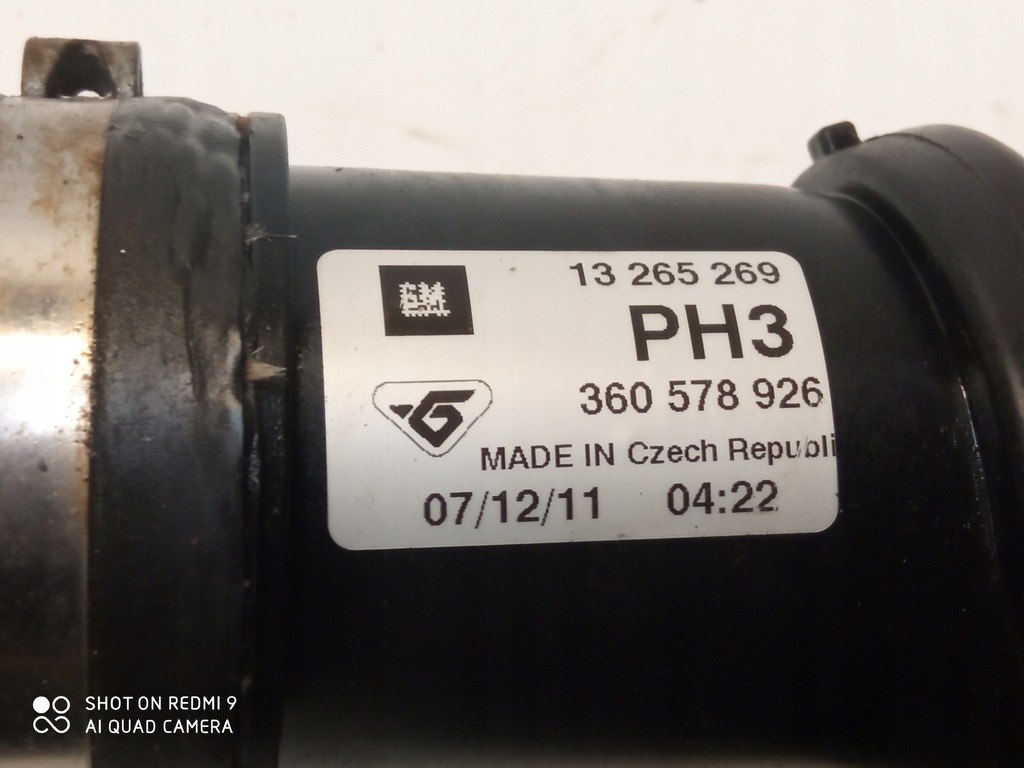 GM
13 265 269
PH3
360 578 926
MADE IN Czech Republi
07/12/11 04:22
SHOT ON REDMI 9
AI QUAD CAMERA